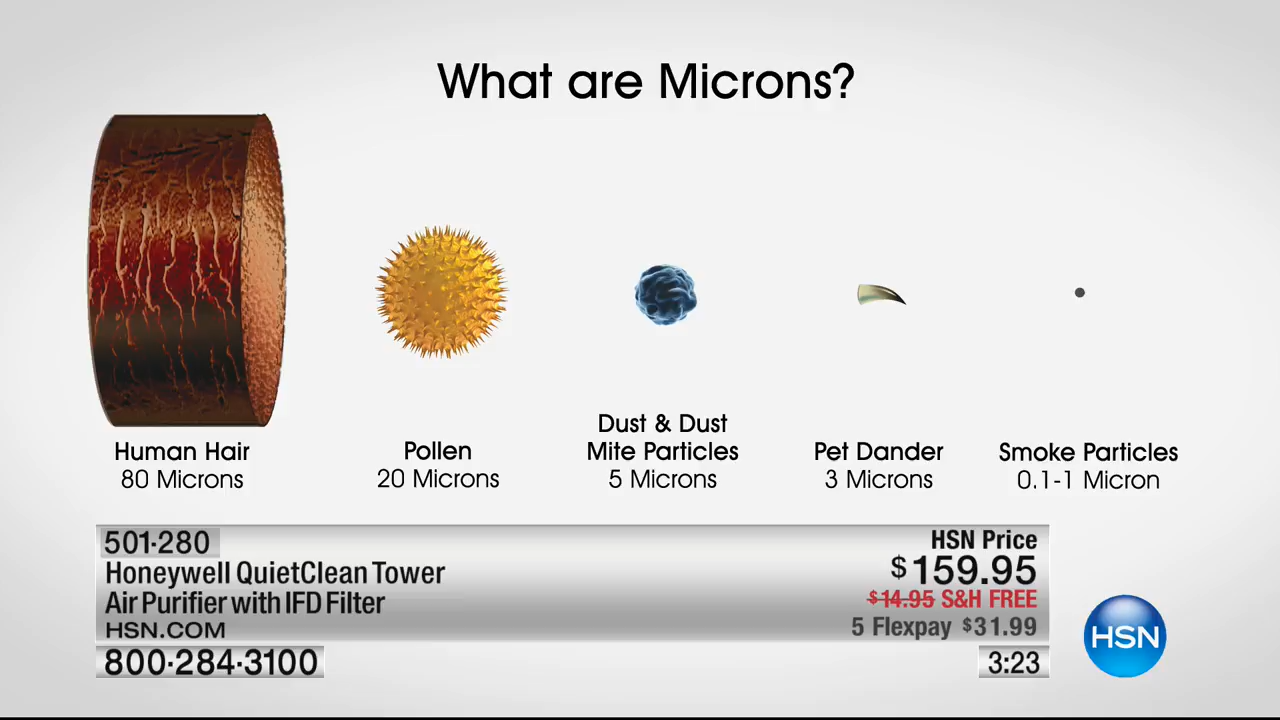 What are Microns?
Human Hair
80 Microns
Pollen
20 Microns
Dust & Dust
Mite Particles
5 Microns
Pet Dander
3 Microns
Smoke Particles
0.1-1 Micron
501·280
Honeywell QuietClean Tower
Air Purifier with IFD Filter
HSN.COM
800·284·3100
HSN Price
$159.95
$14.95 S&H FREE
5 Flexpay $31.99
3:23
HSN